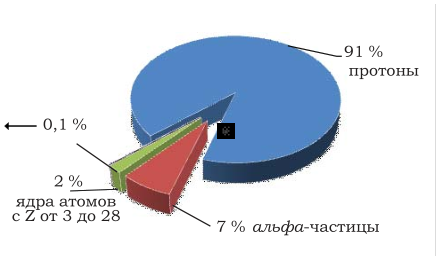 91 %
протоны
0,1 %
2 %
ядра атомов
с Z от 3 до 28
7 % альфа-частицы